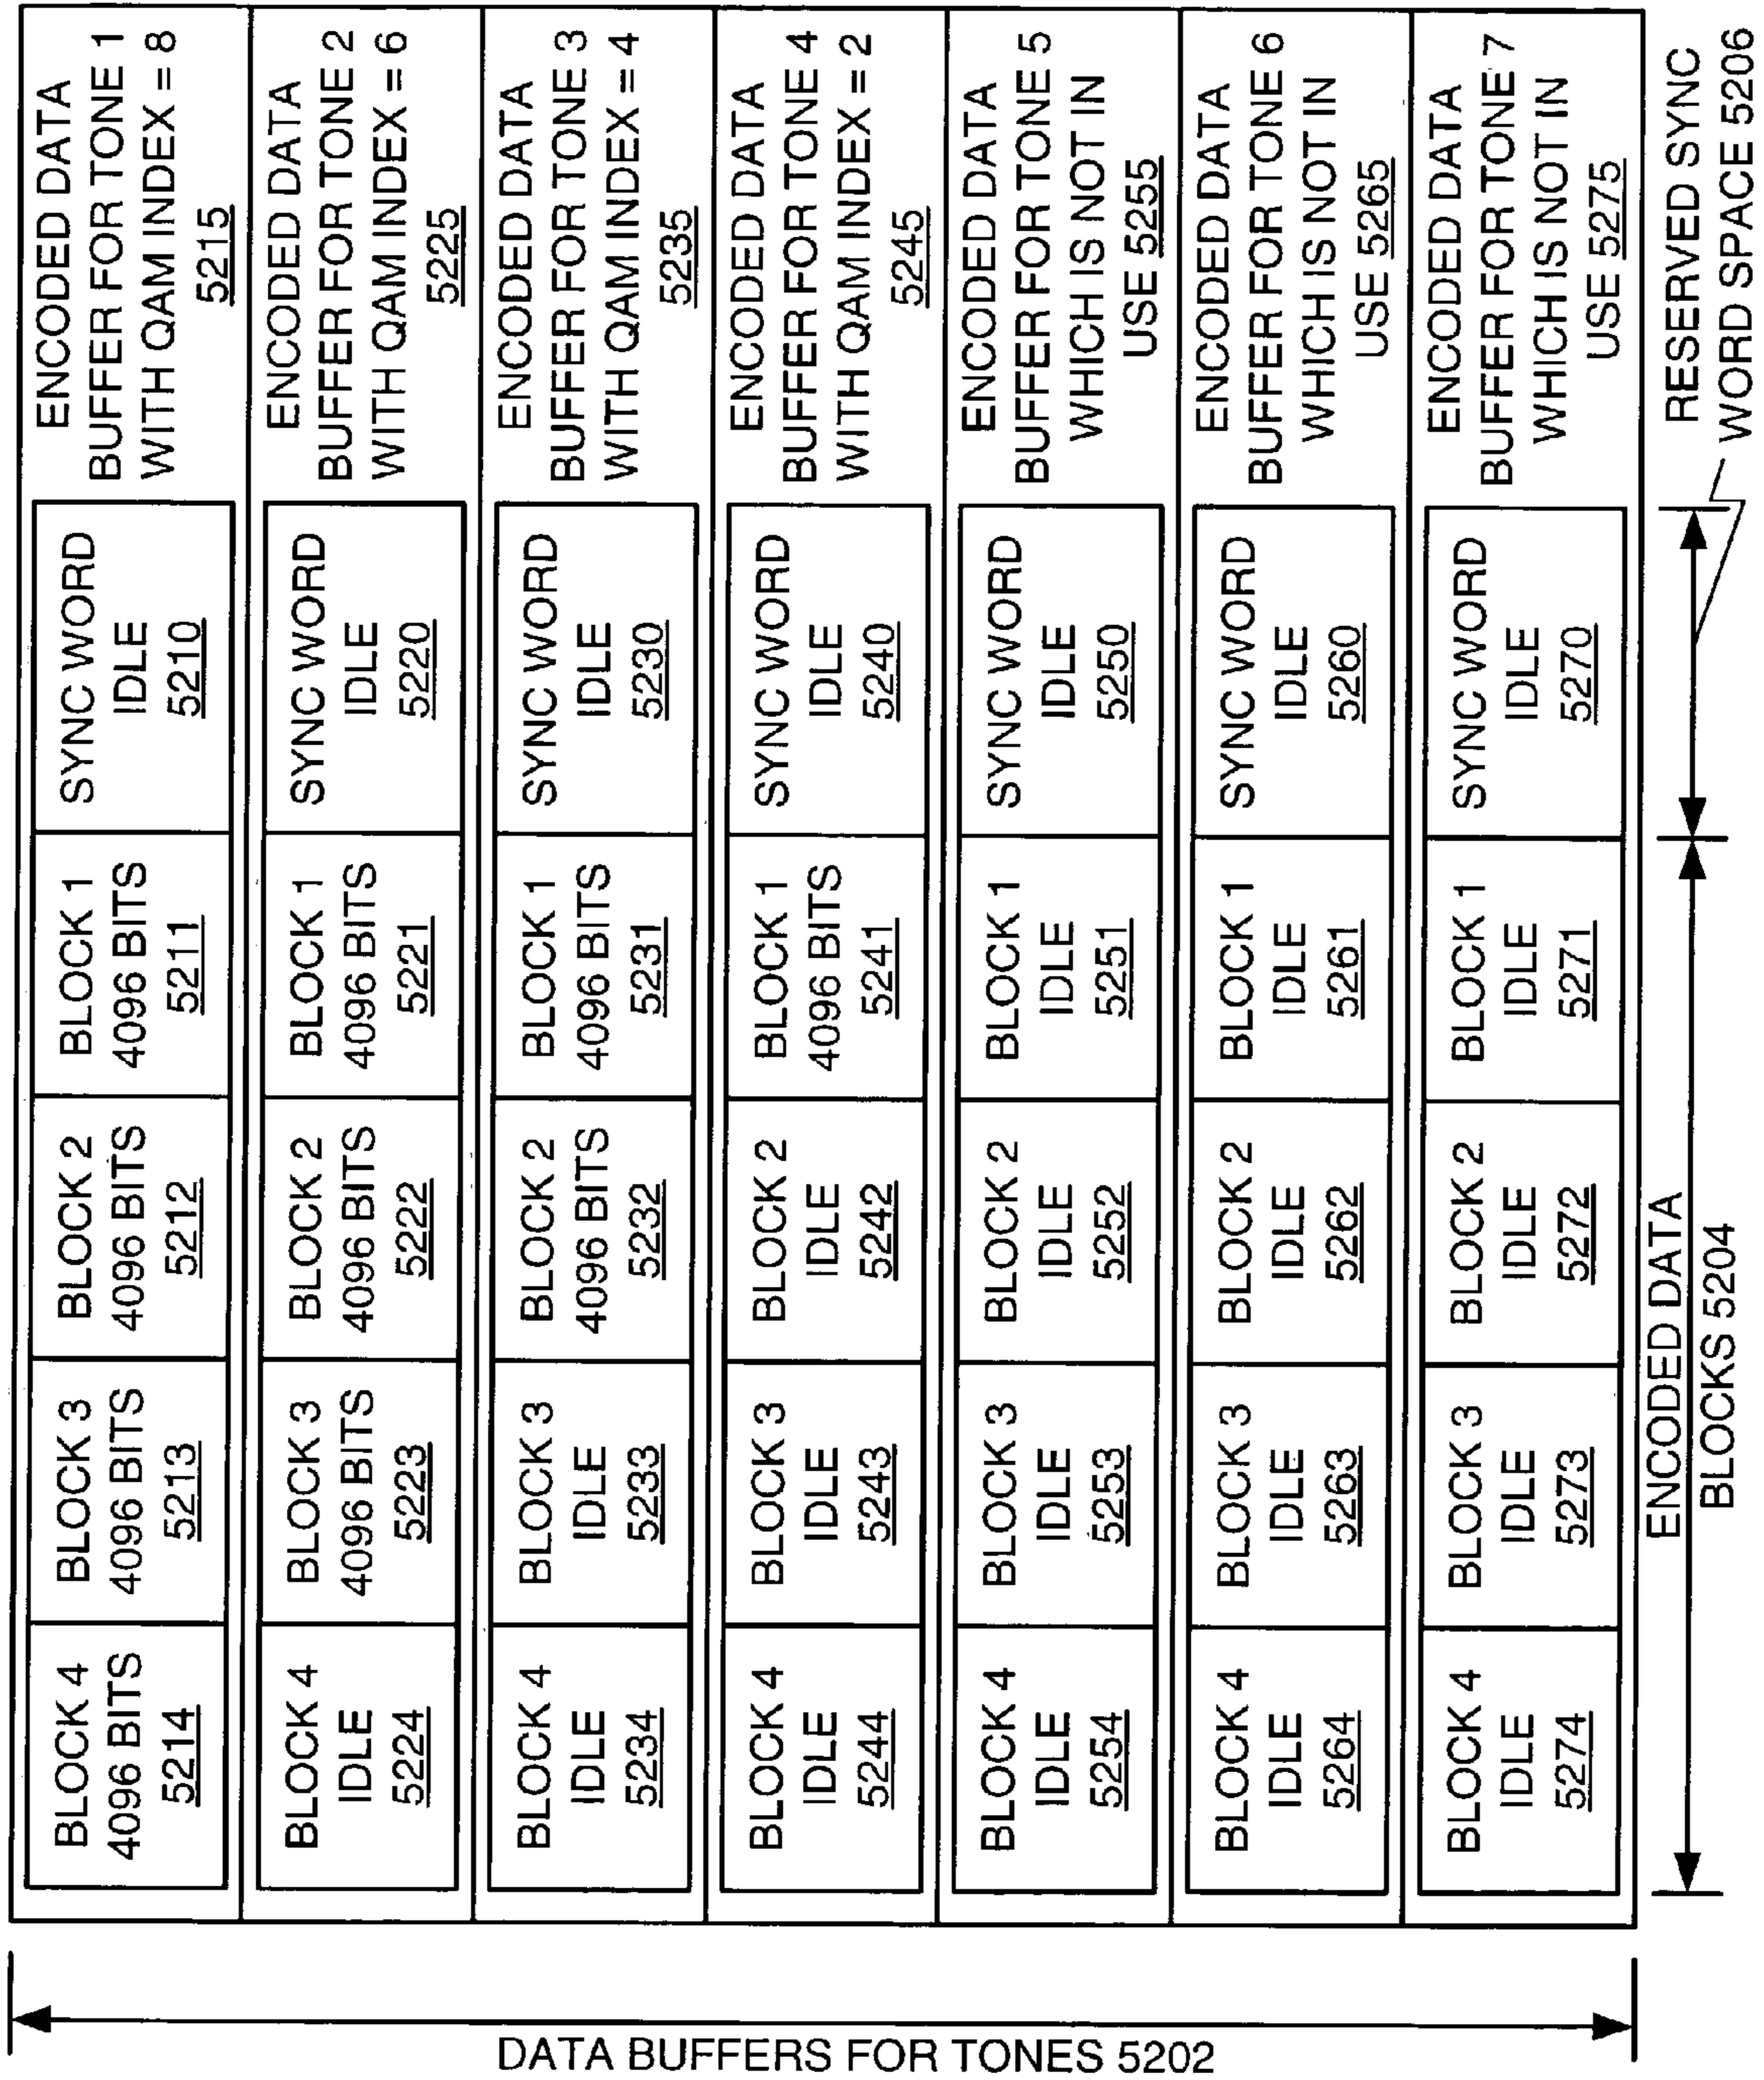 BLOCK 4
4096 BITS
5214
BLOCK 3
4096 BITS
5213
BLOCK 2
4096 BITS
5212
BLOCK 1
4096 BITS
5211
SYNC WORD
IDLE
5210
ENCODED DATA
BUFFER FOR TONE 1
WITH QAM INDEX = 8
5215
BLOCK 4
IDLE
5224
BLOCK 3
4096 BITS
5223
BLOCK 2
4096 BITS
5222
BLOCK 1
4096 BITS
5221
SYNC WORD
IDLE
5220
ENCODED DATA
BUFFER FOR TONE 2
WITH QAM INDEX = 6
5225
BLOCK 4
IDLE
5234
BLOCK 3
IDLE
5233
BLOCK 2
4096 BITS
5232
BLOCK 1
4096 BITS
5231
SYNC WORD
IDLE
5230
ENCODED DATA
BUFFER FOR TONE 3
WITH QAM INDEX = 4
5235
BLOCK 4
IDLE
5244
BLOCK 3
IDLE
5243
BLOCK 2
IDLE
5242
BLOCK 1
4096 BITS
5241
SYNC WORD
IDLE
5240
ENCODED DATA
BUFFER FOR TONE 4
WITH QAM INDEX = 2
5245
BLOCK 4
IDLE
5254
BLOCK 3
IDLE
5253
BLOCK 2
IDLE
5252
BLOCK 1
IDLE
5251
SYNC WORD
IDLE
5250
ENCODED DATA
BUFFER FOR TONE 5
WHICH IS NOT IN
USE 5255
BLOCK 4
IDLE
5264
BLOCK 3
IDLE
5263
BLOCK 2
IDLE
5262
BLOCK 1
IDLE
5261
SYNC WORD
IDLE
5260
ENCODED DATA
BUFFER FOR TONE 6
WHICH IS NOT IN
USE 5265
BLOCK 4
IDLE
5274
BLOCK 3
IDLE
5273
BLOCK 2
IDLE
5272
BLOCK 1
IDLE
5271
SYNC WORD
IDLE
5270
ENCODED DATA
BUFFER FOR TONE 7
WHICH IS NOT IN
USE 5275
DATA BUFFERS FOR TONES 5202
ENCODED DATA
BLOCKS 5204
RESERVED SYNC
WORD SPACE 5206